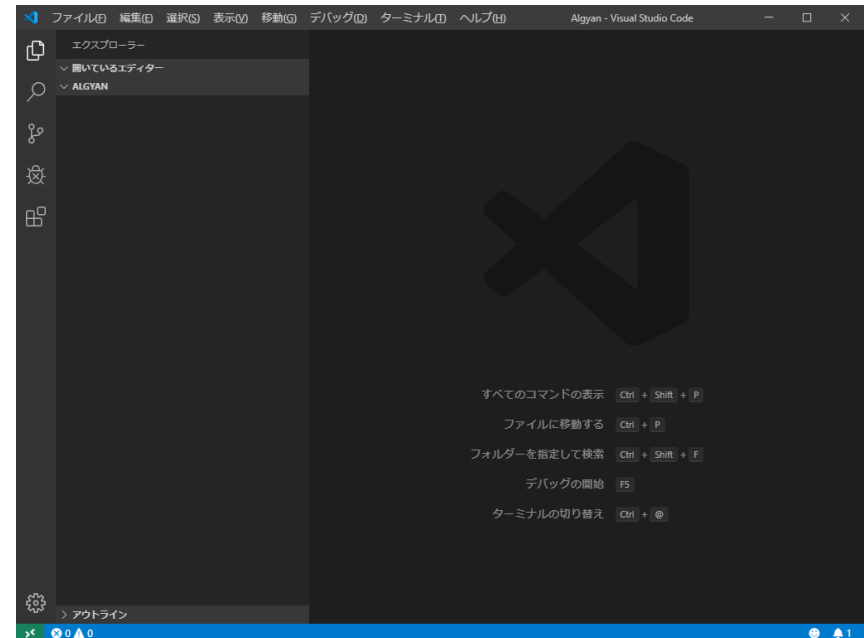 ファイル(F) 編集(E) 選択(S) 表示(V) 移動(G) デバッグ(D) ターミナル(T) ヘルプ(H) Algyan - Visual Studio Code
エクスプローラー
開いているエディター
ALGYAN
すべてのコマンドの表示 Ctrl + Shift + P
ファイルに移動する Ctrl + P
フォルダーを指定して検索 Ctrl + Shift + F
デバッグの開始 F5
ターミナルの切り替え Ctrl + @
アウトライン
0 0 1